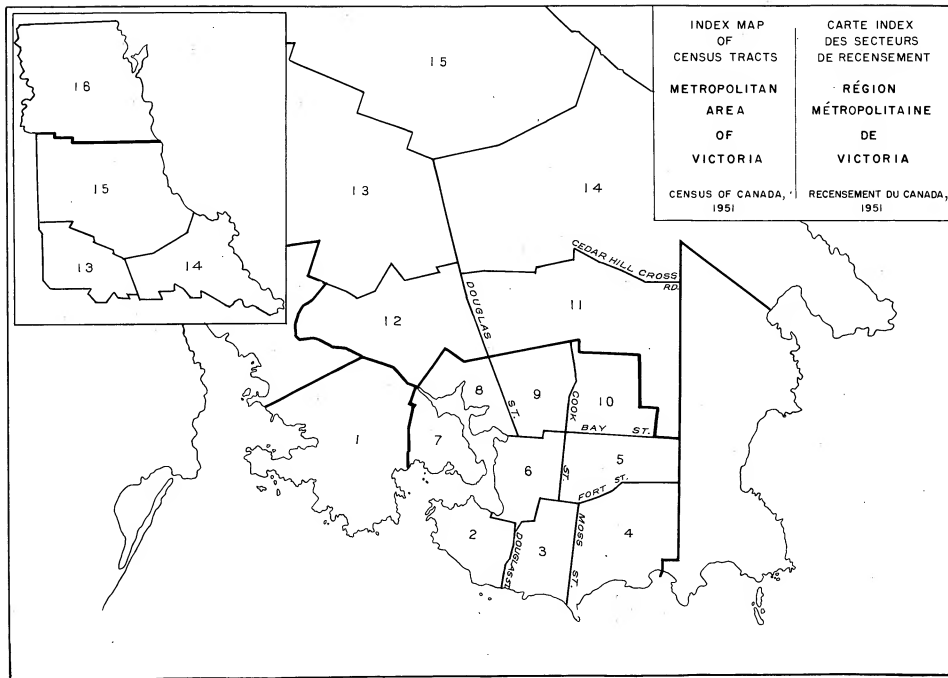 INDEX MAP
OF
CENSUS TRACTS
METROPOLITAN
AREA
OF
VICTORIA
CENSUS OF CANADA,
1951
CARTE INDEX
DES SECTEURS
DE RECENSEMENT
RÉGION
MÉTROPOLITAINE
DE
VICTORIA
RECENSEMENT DU CANADA,
1951
16
15
13
14
15
13
14
CEDAR HILL CROSS
RD.
DOUGLAS
ST.
12
11
8
9
10
COOK
ST.
BAY ST.
1
7
6
5
FORT ST.
2
DOUGLAS ST.
3
MOSS
ST.
4